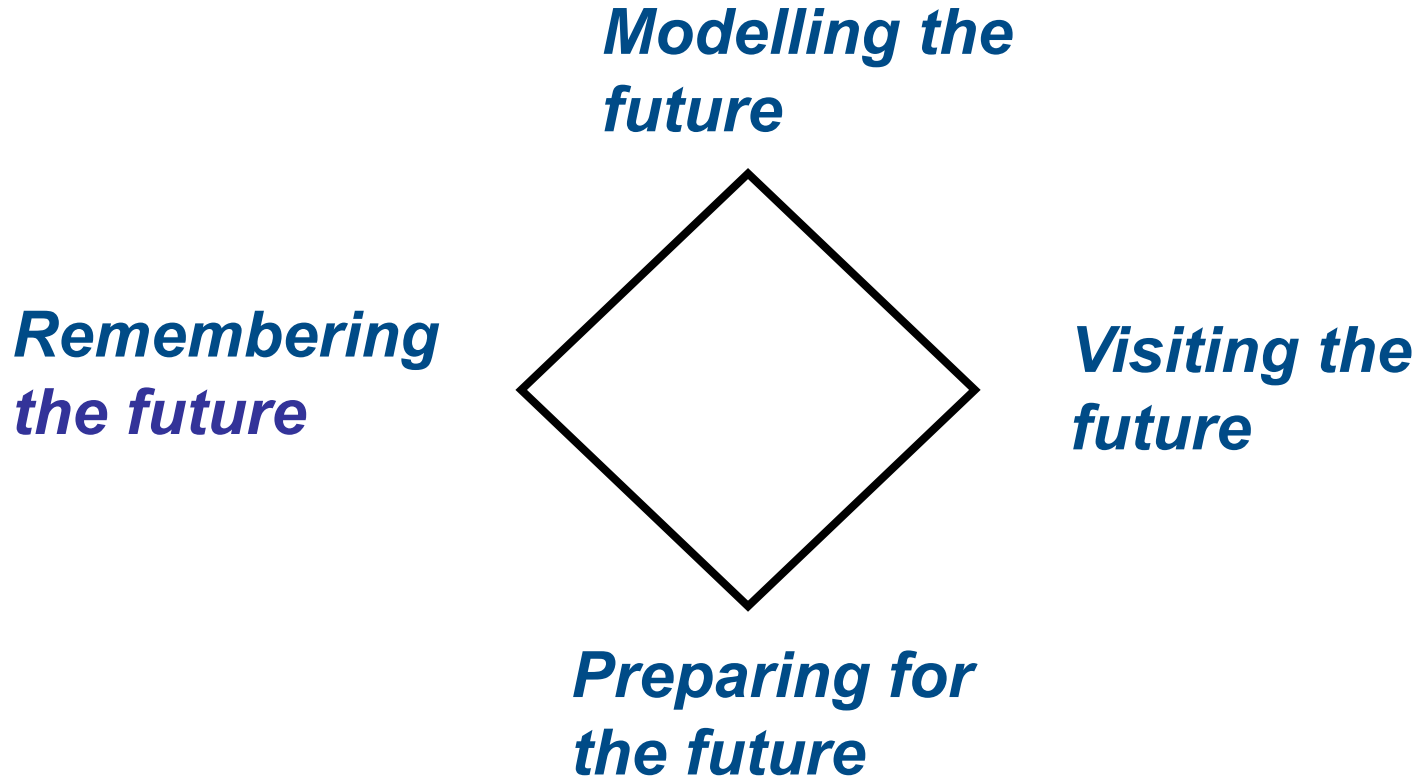 Modelling the
future
Remembering
the future
Visiting the
future
Preparing for
the future